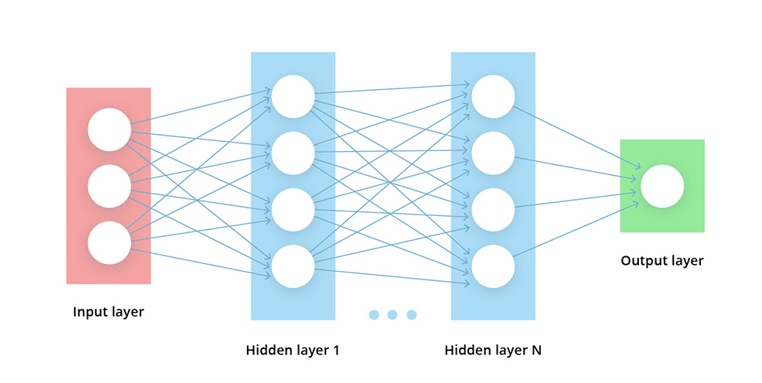 Input layer
Hidden layer 1
Hidden layer N
Output layer